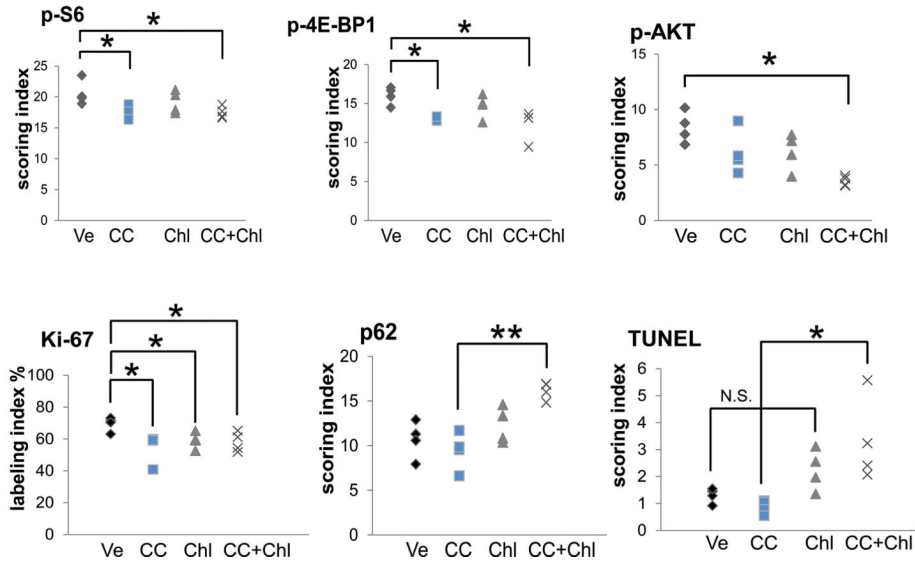 p-S6
*
*
scoring index
25
20
15
10
5
0
Ve CC Chl CC+Chl
p-4E-BP1
*
*
scoring index
20
15
10
5
0
Ve CC Chl CC+Chl
p-AKT
*
scoring index
15
10
5
0
Ve CC Chl CC+Chl
Ki-67
*
*
*
labeling index %
100
80
60
40
20
0
Ve CC Chl CC+Chl
p62
**
scoring index
20
15
10
5
0
Ve CC Chl CC+Chl
TUNEL
*
N.S.
scoring index
6
5
4
3
2
1
0
Ve CC Chl CC+Chl